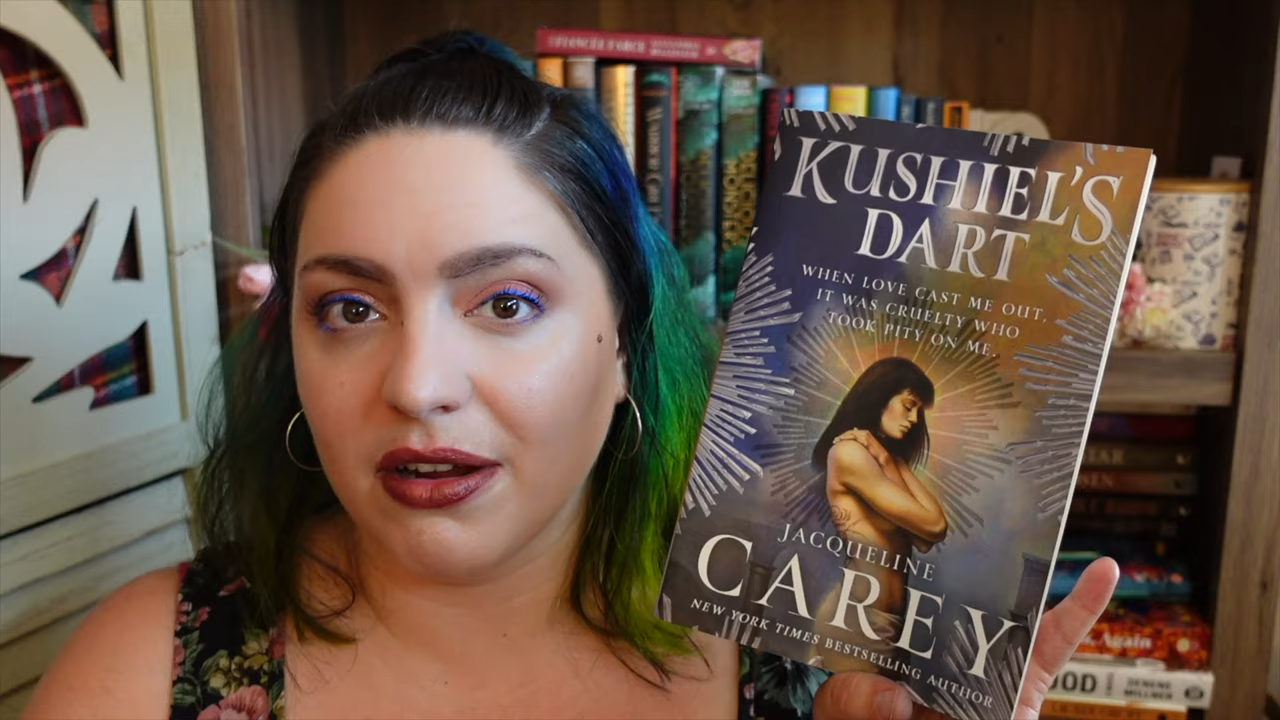 KUSHIEL'S
DART
WHEN LOVE CAST ME OUT,
IT WAS CRUELTY WHO
TOOK PITY ON ME.
JACQUELINE
CAREY
NEW YORK TIMES BESTSELLING AUTHOR
Again